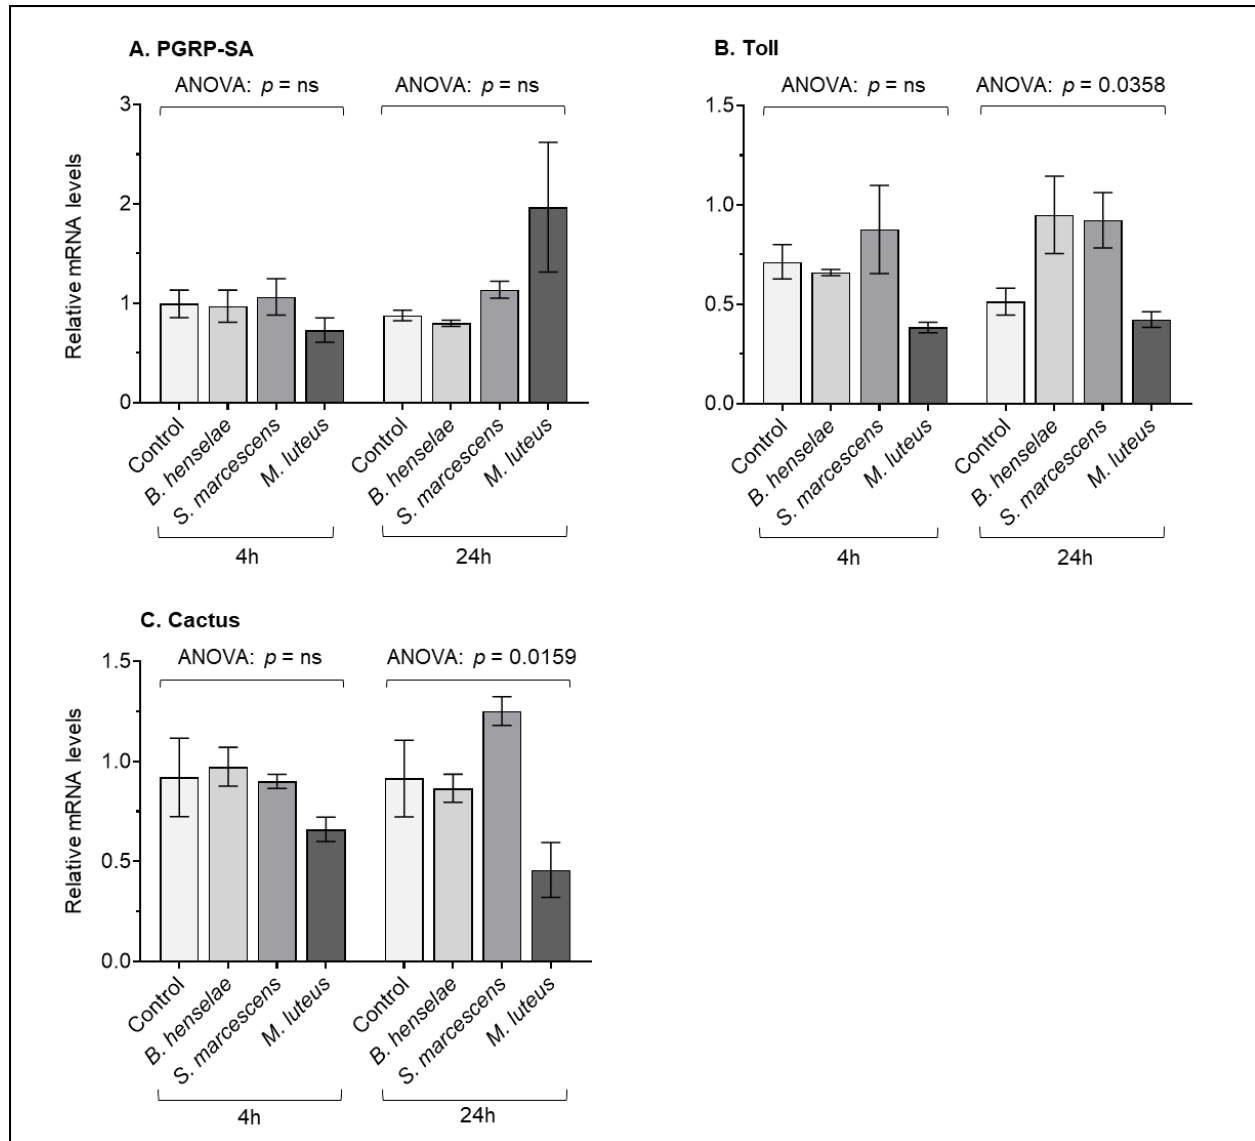 A. PGRP-SA
ANOVA: p = ns
ANOVA: p = ns
Relative mRNA levels
3
2
1
0
Control
B. henselae
S. marcescens
M. luteus
Control
B. henselae
S. marcescens
M. luteus
4h
24h
B. Toll
ANOVA: p = ns
ANOVA: p = 0.0358
1.5
1.0
0.5
0.0
Control
B. henselae
S. marcescens
M. luteus
Control
B. henselae
S. marcescens
M. luteus
4h
24h
C. Cactus
ANOVA: p = ns
ANOVA: p = 0.0159
Relative mRNA levels
1.5
1.0
0.5
0.0
Control
B. henselae
S. marcescens
M. luteus
Control
B. henselae
S. marcescens
M. luteus
4h
24h